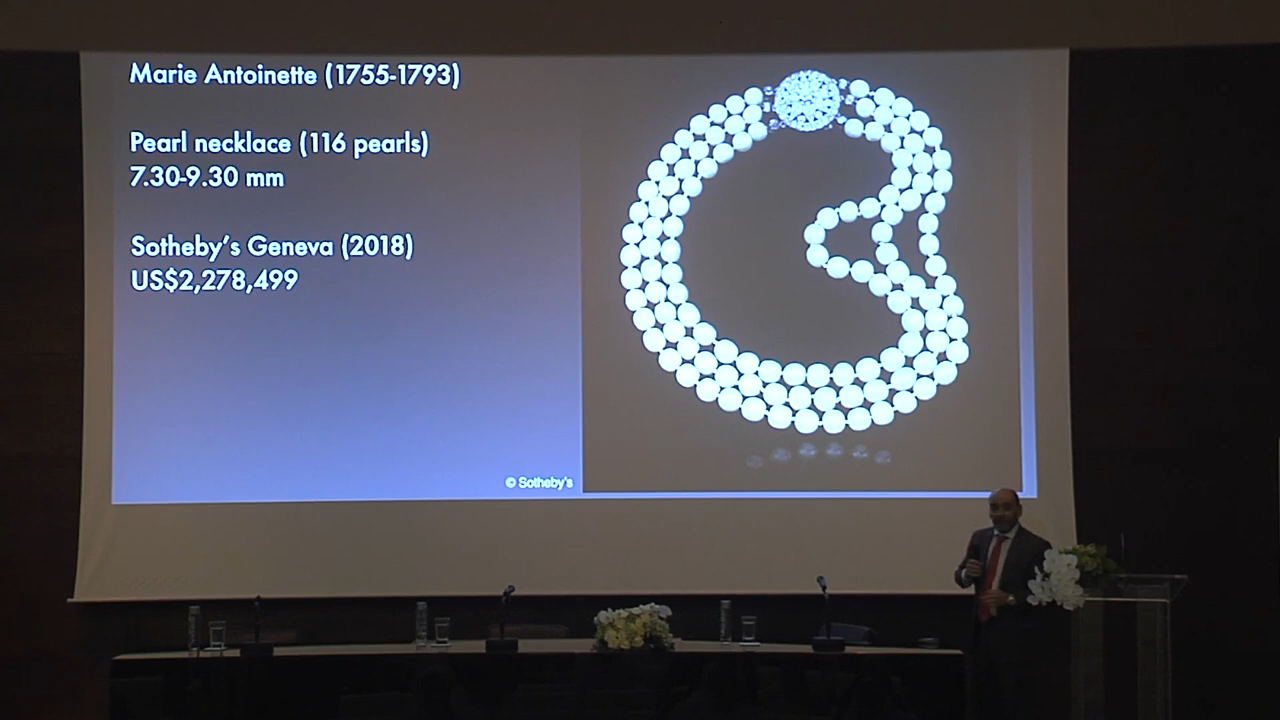 Marie Antoinette (1755-1793)
Pearl necklace (116 pearls)
7.30-9.30 mm
Sotheby's Geneva (2018)
US$2,278,499
© Sotheby's